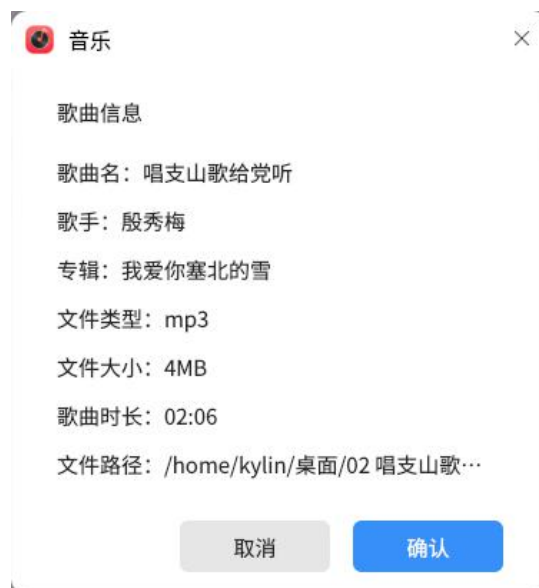 音乐
歌曲信息
歌曲名：唱支山歌给党听
歌手：殷秀梅
专辑：我爱你塞北的雪
文件类型：mp3
文件大小：4MB
歌曲时长：02:06
文件路径：/home/kylin/桌面/02 唱支山歌···
取消 确认